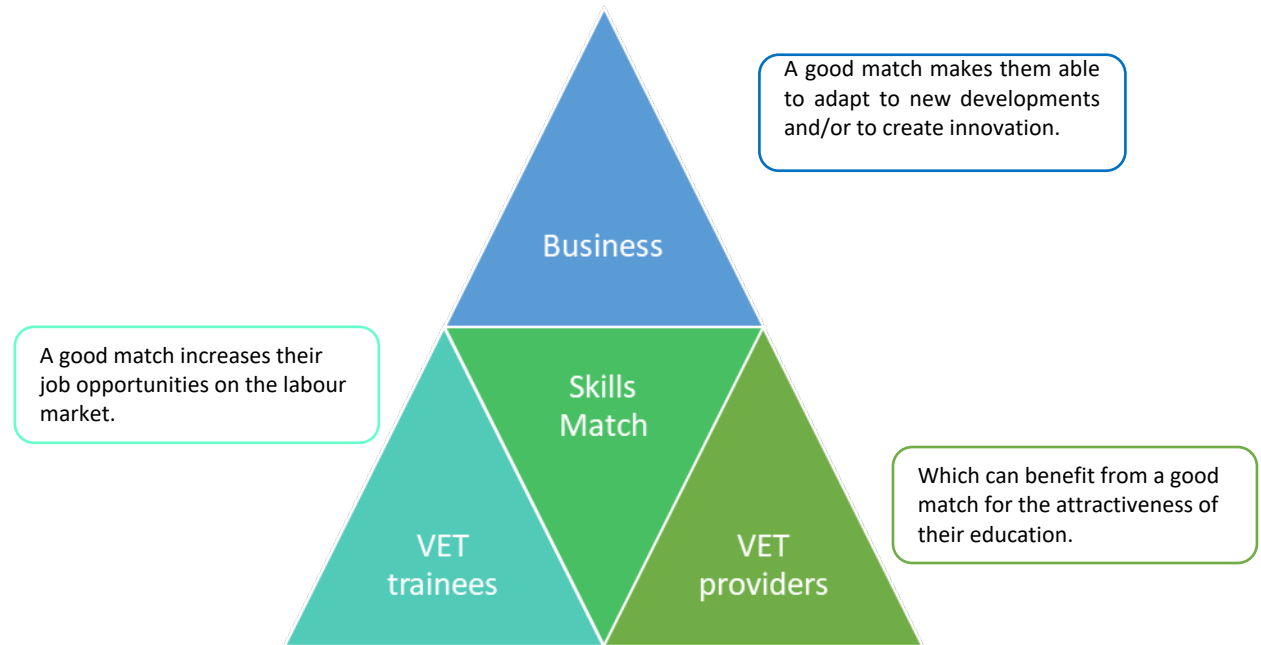 A good match makes them able
to adapt to new developments
and/or to create innovation.
Business
A good match increases their
job opportunities on the labour
market.
Skills
Match
Which can benefit from a good
match for the attractiveness of
their education.
VET
trainees
VET
providers